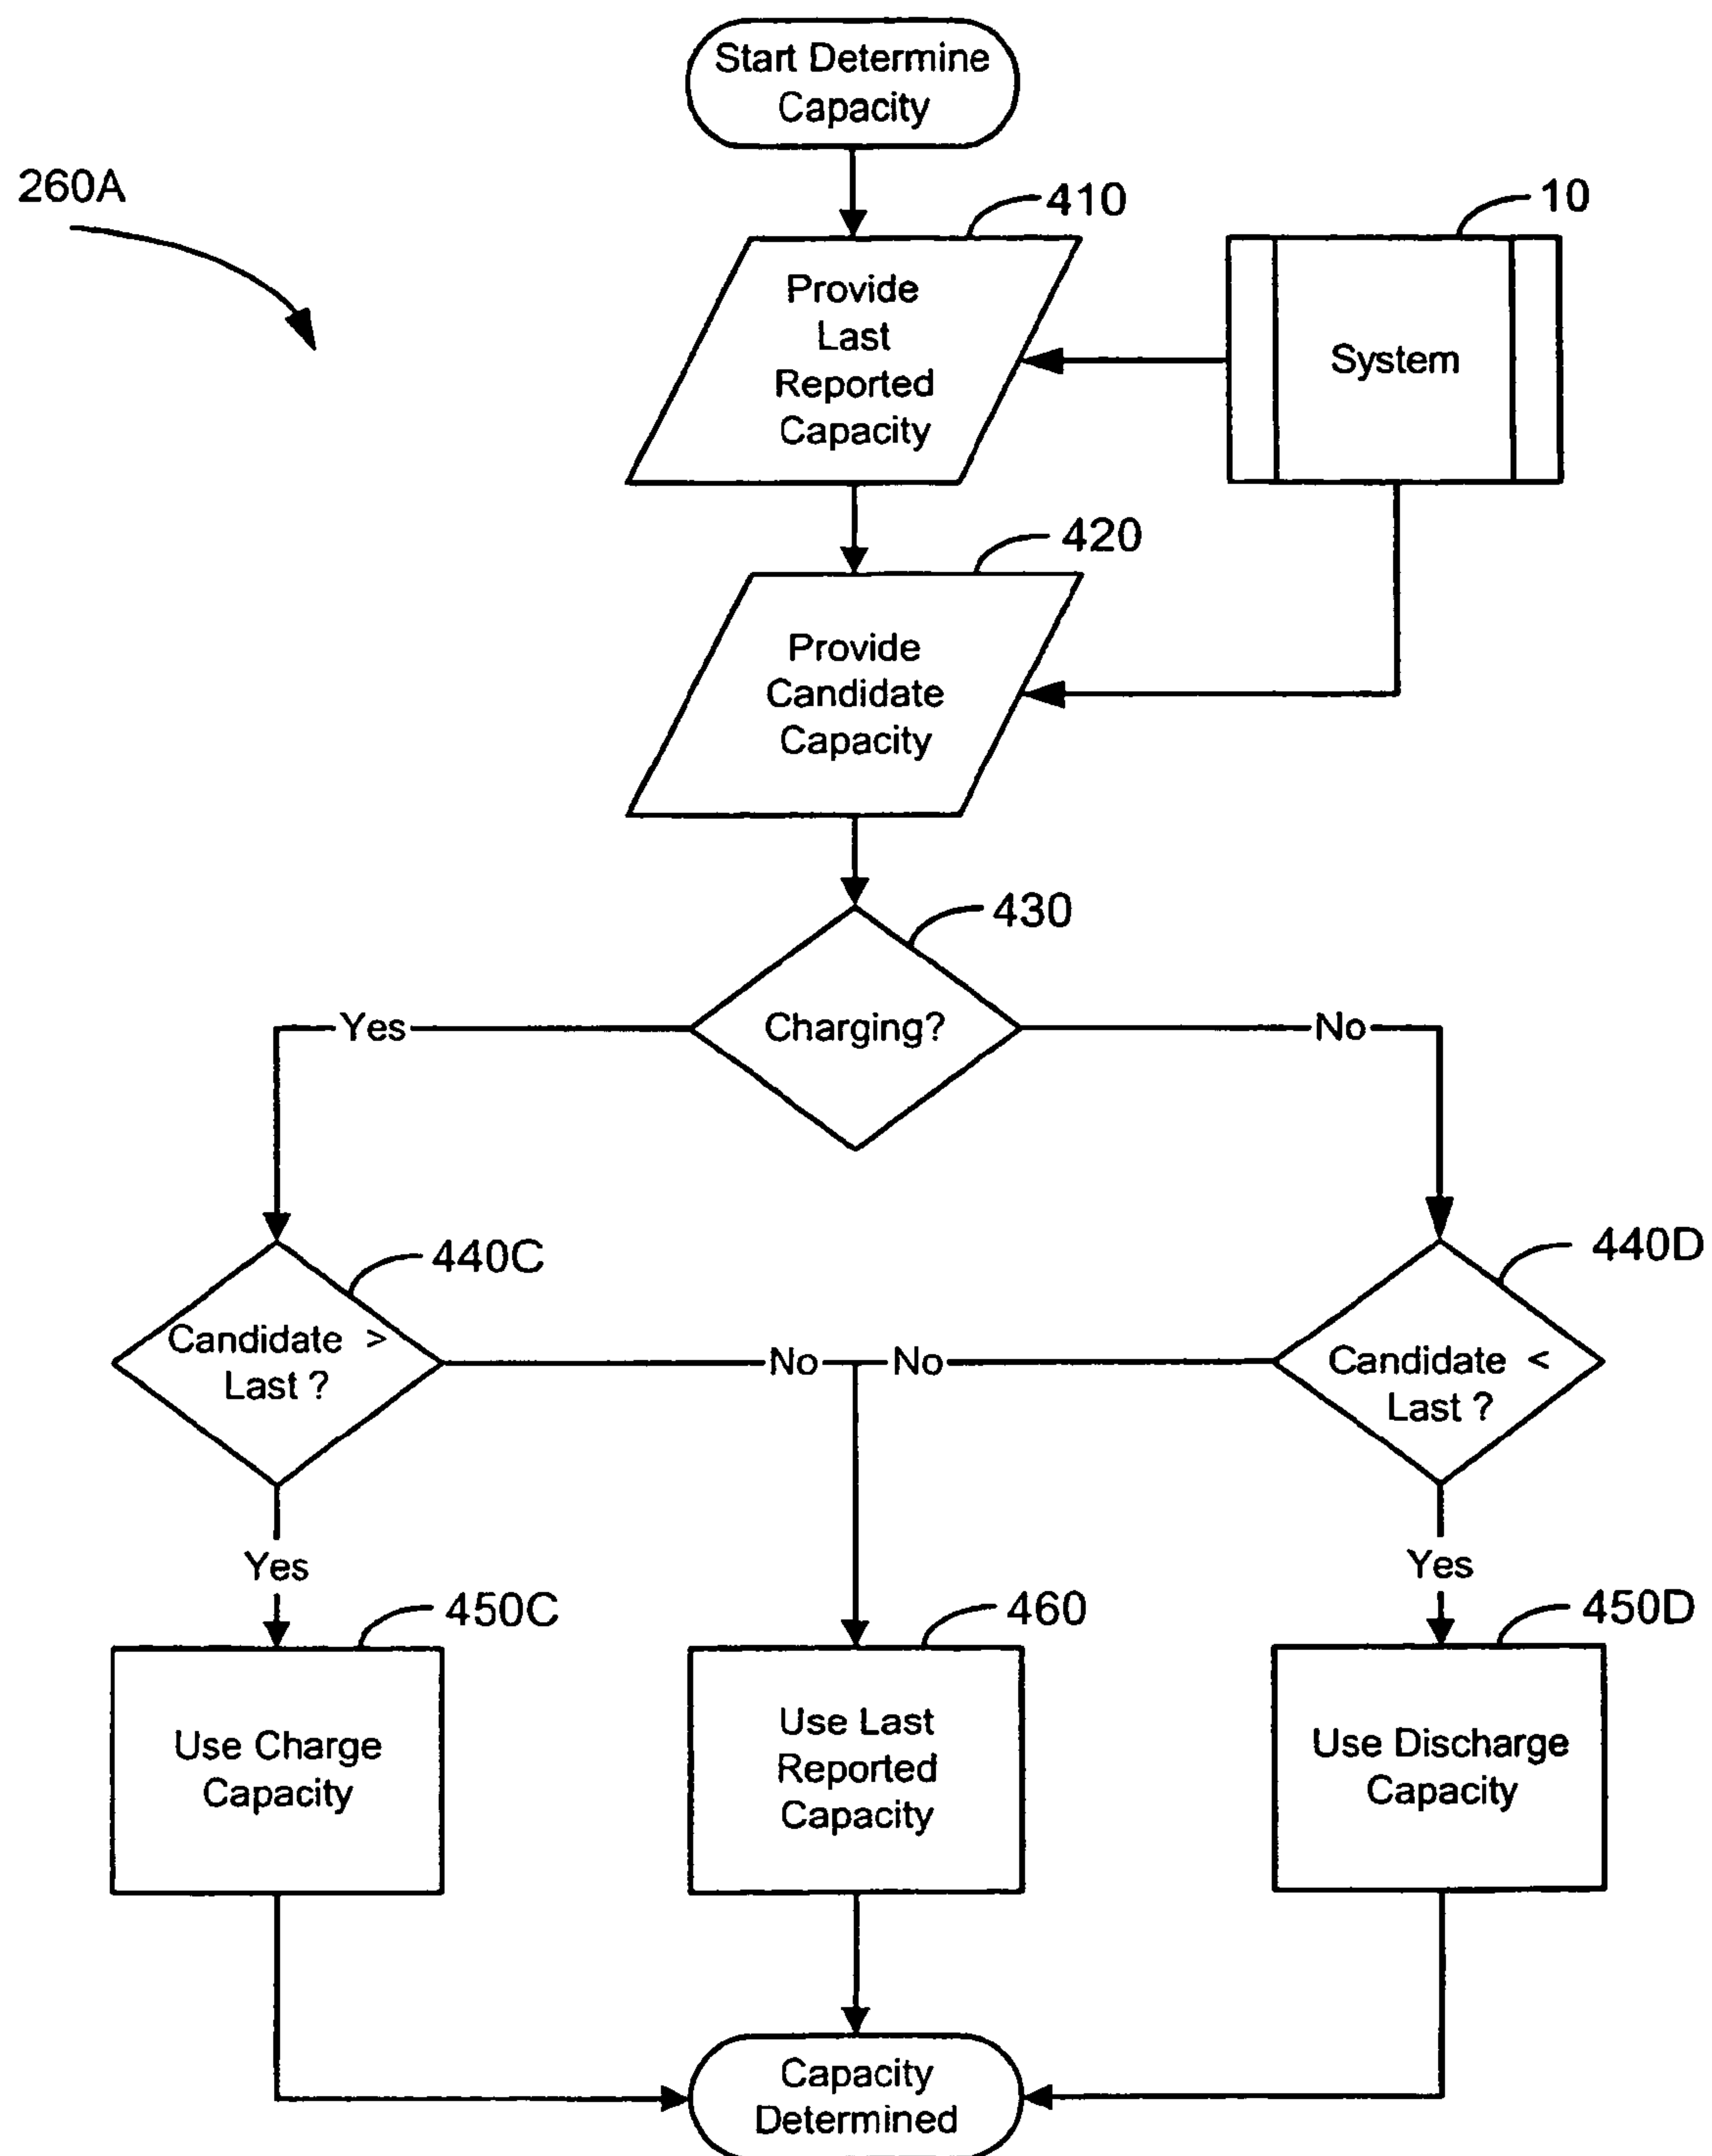 Start Determine
Capacity
260A
410
10
Provide
Last
Reported
Capacity
System
420
Provide
Candidate
Capacity
430
Yes
Charging?
No
440C
440D
Candidate >
Last ?
No
No
Candidate <
Last ?
Yes
Yes
450C
460
450D
Use Charge
Capacity
Use Last
Reported
Capacity
Use Discharge
Capacity
Capacity
Determined